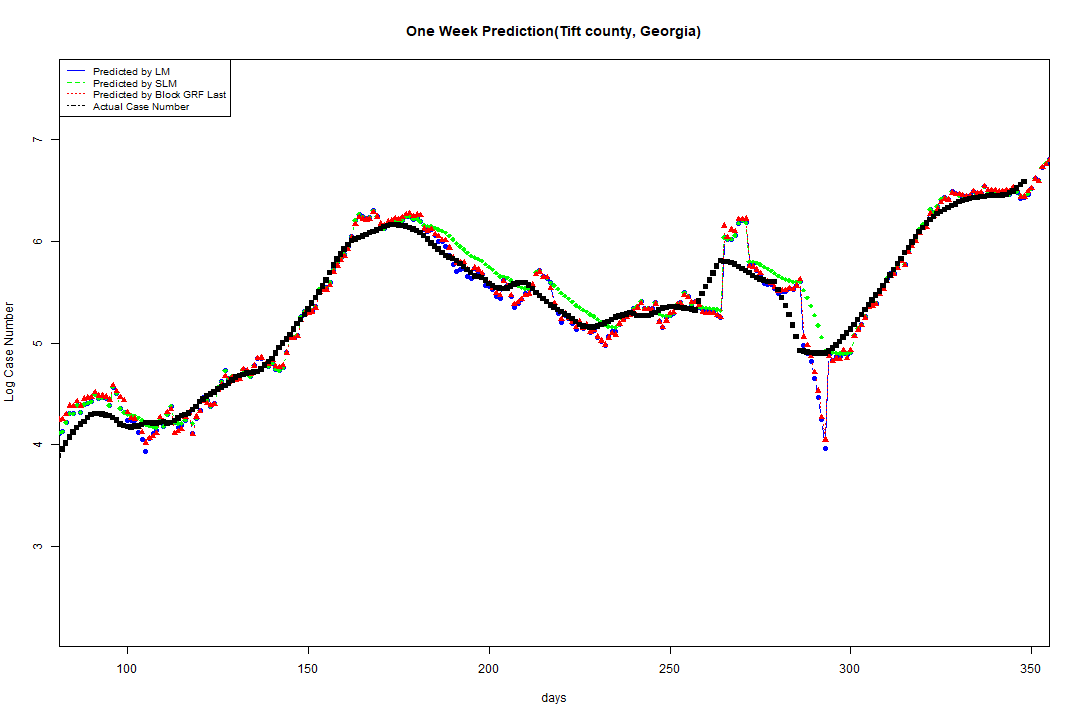 One Week Prediction(Tift county, Georgia)
Predicted by LM
Predicted by SLM
Predicted by Block GRF Last
Actual Case Number
7
6
5
4
3
Log Case Number
100 150 200 250 300 350
days